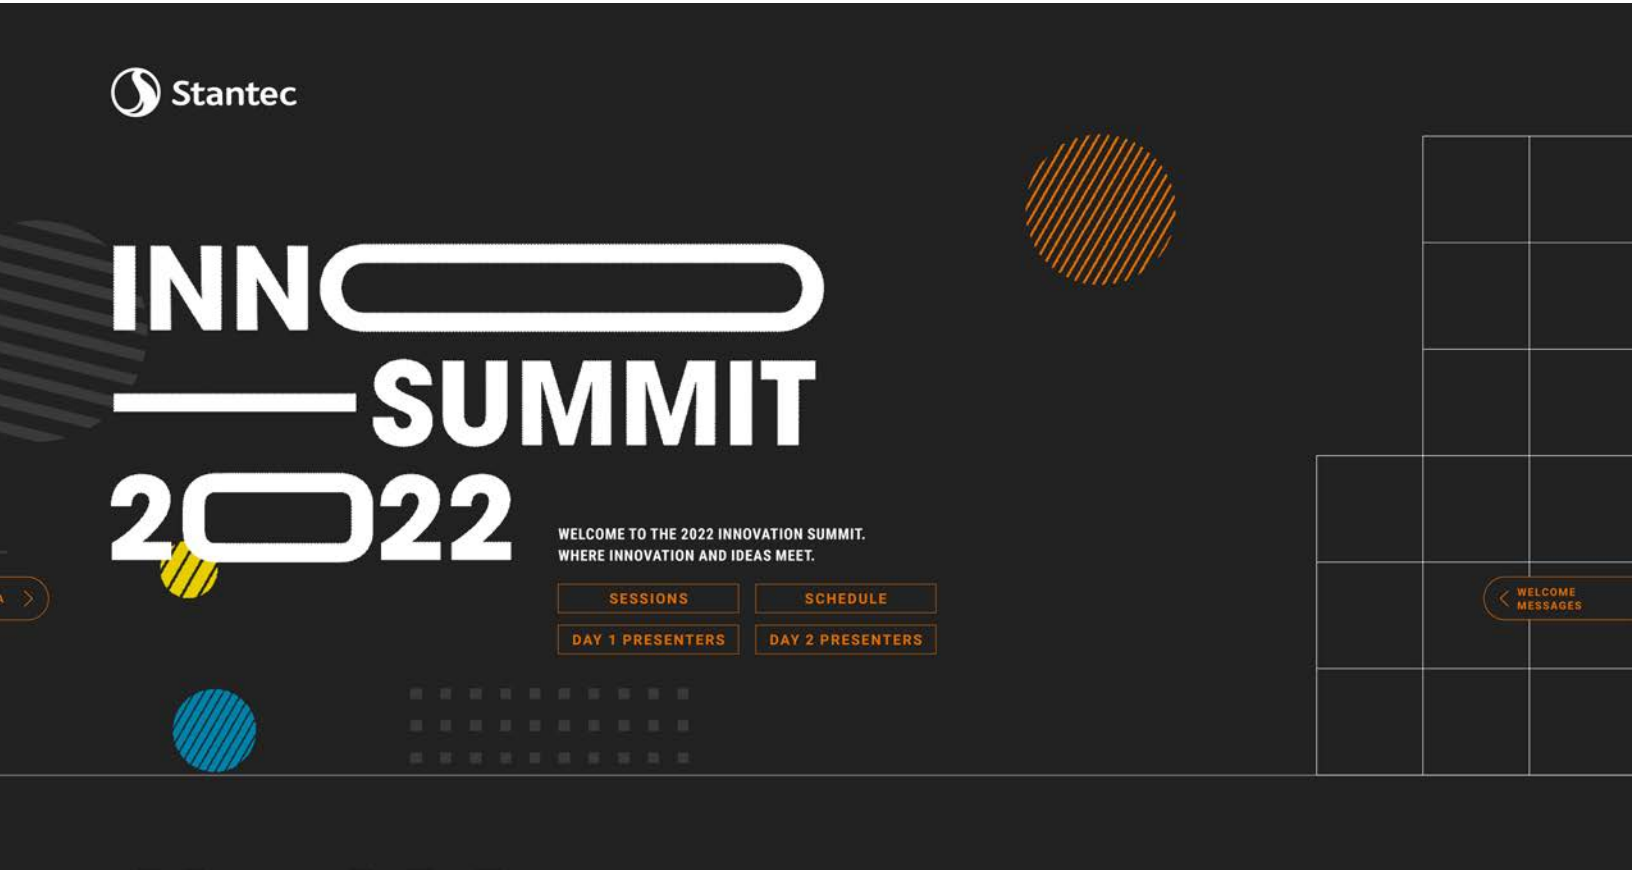 Stantec
INNO
SUMMIT
2022
WELCOME TO THE 2022 INNOVATION SUMMIT.
WHERE INNOVATION AND IDEAS MEET.
SESSIONS
SCHEDULE
DAY 1 PRESENTERS
DAY 2 PRESENTERS
WELCOME
MESSAGES